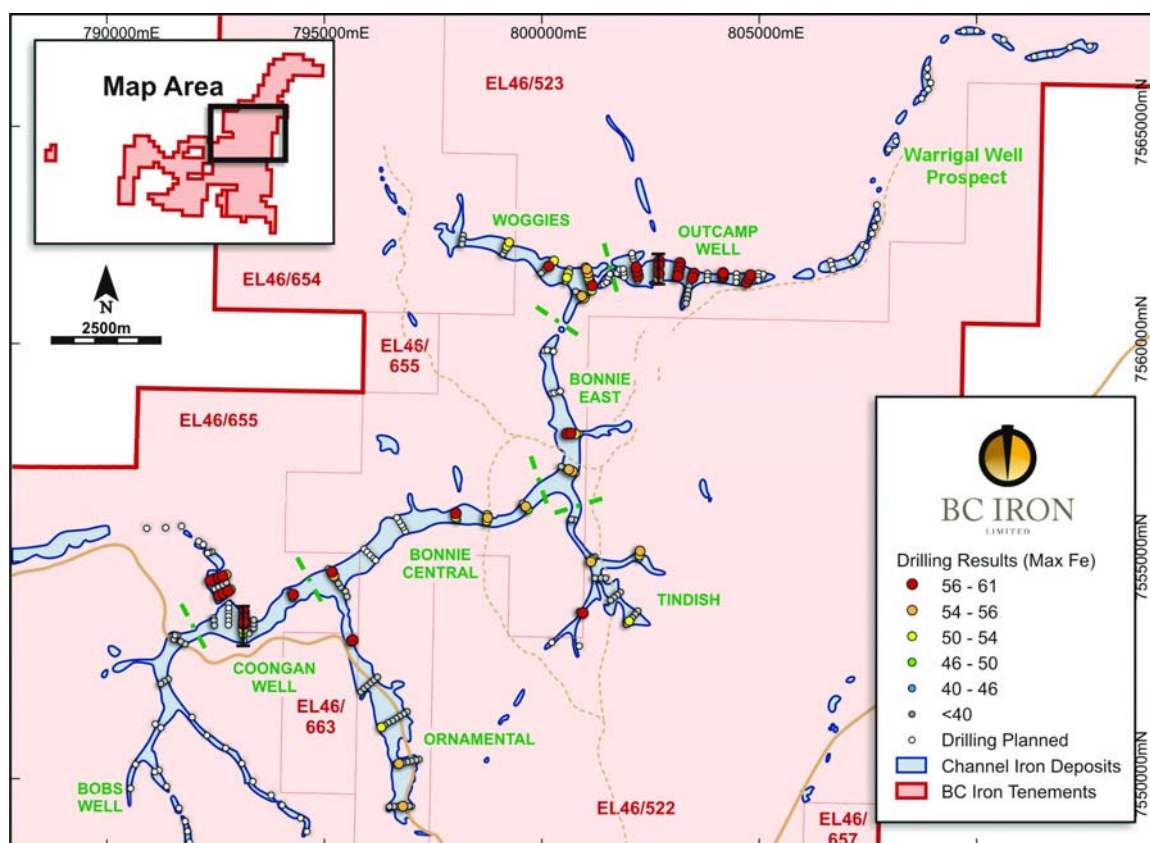 790000mE
795000mE
800000mE
805000mE
Map Area
EL46/523
7565000mN
Warrigal Well
Prospect
WOGGIES
OUTCAMP
WELL
EL46/654
N
2500m
EL46/
655
7560000mN
BONNIE
EAST
EL46/655
BC IRON
LIMITED
Drilling Results (Max Fe)
56 - 61
54 - 56
50 - 54
46 - 50
40 - 46
<40
Drilling Planned
Channel Iron Deposits
BC Iron Tenements
BONNIE
CENTRAL
7555000mN
TINDISH
COONGAN
WELL
EL46/
663
ORNAMENTAL
BOBS
WELL
EL46/522
EL46/
657
7550000mN